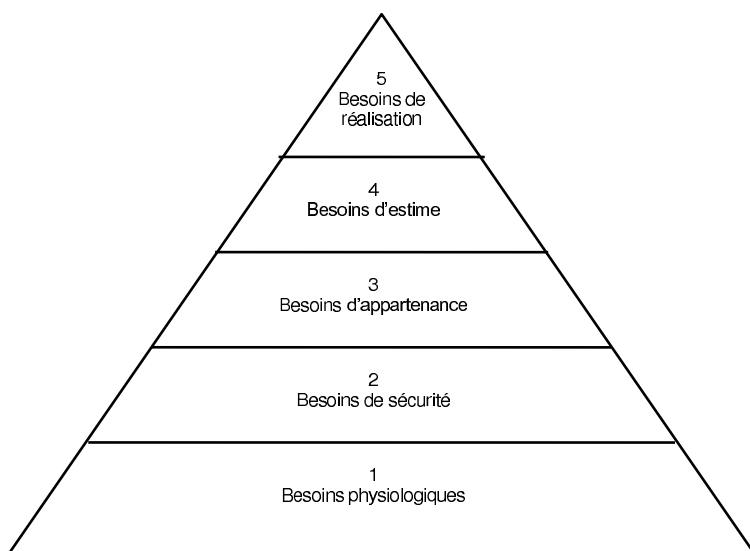 5
Besoins de
réalisation
4
Besoins d'estime
3
Besoins d'appartenance
2
Besoins de sécurité
1
Besoins physiologiques